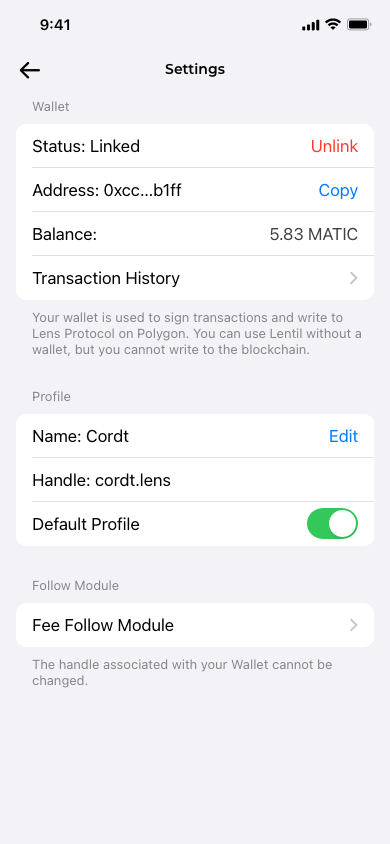 9:41
Settings
Wallet
Status: Linked
Unlink
Address: 0xcc...b1ff
Copy
Balance:
5.83 MATIC
Transaction History
Your wallet is used to sign transactions and write to
Lens Protocol on Polygon. You can use Lentil without a
wallet, but you cannot write to the blockchain.
Profile
Name: Cordt
Edit
Handle: cordt.lens
Default Profile
Follow Module
Fee Follow Module
The handle associated with your Wallet cannot be
changed.